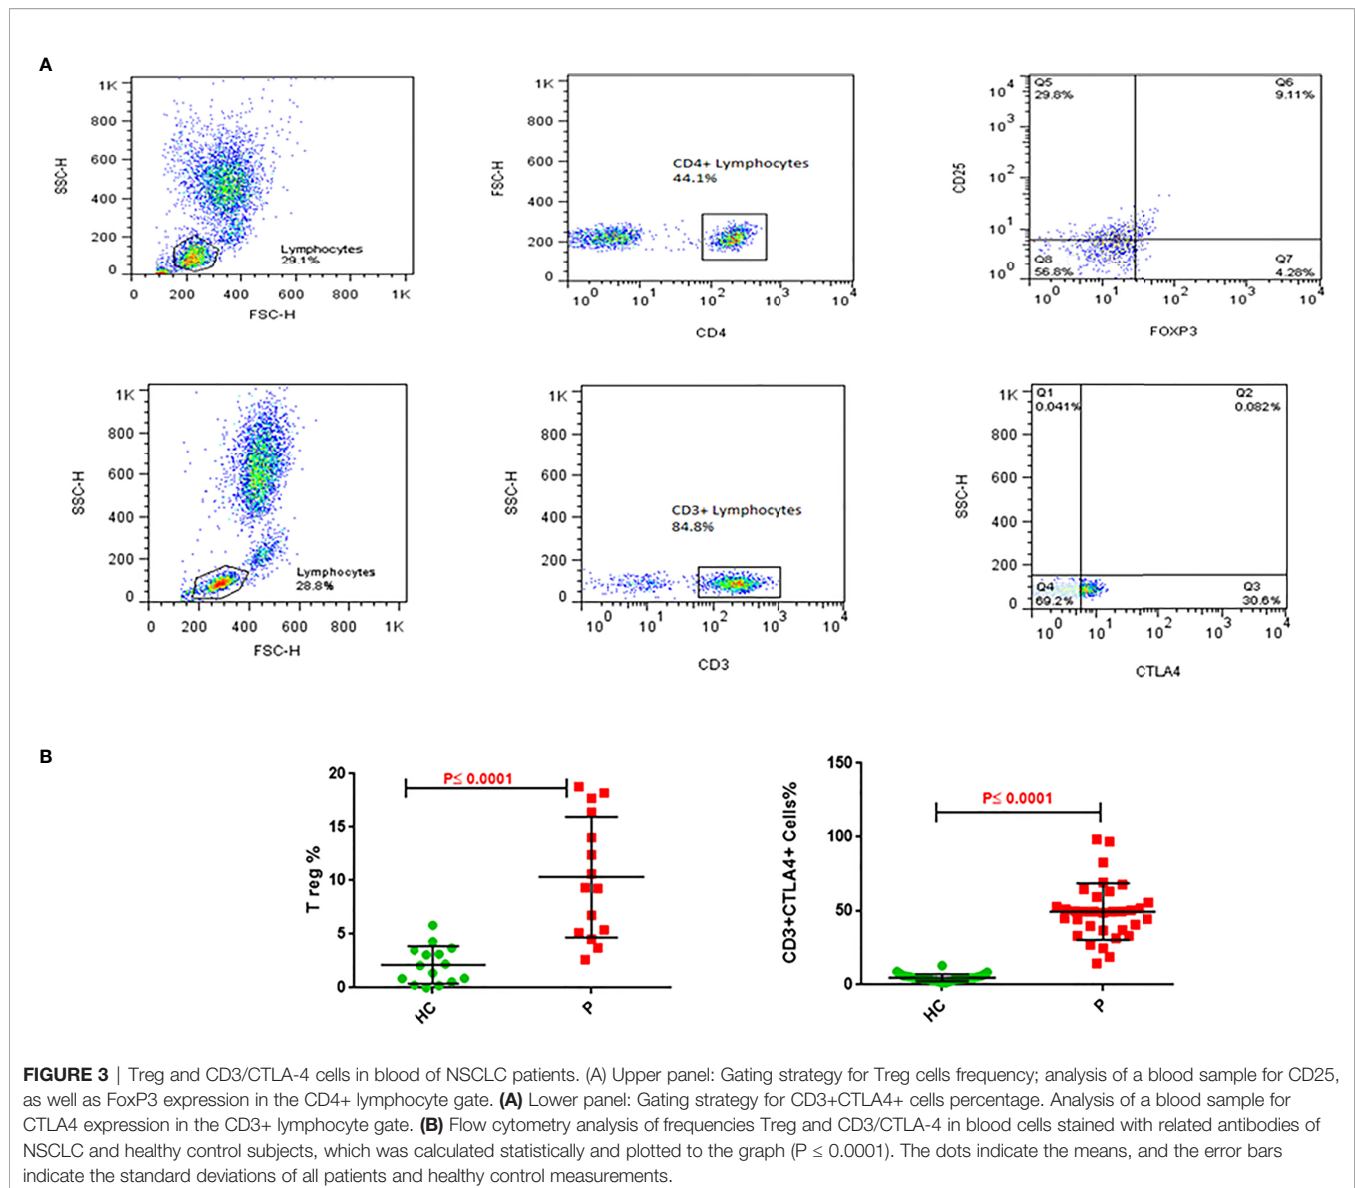 A
1K
800
600
400
200
0
SSC-H
Lymphocytes
29.1%
0 200 400 600 800 1K
FSC-H
1K
800
600
400
200
0
FSC-H
CD4+ Lymphocytes
44.1%
10^0 10^1 10^2 10^3 10^4
CD4
10^4
10^3
10^2
10^1
10^0
CD25
Q5
29.8%
Q6
9.11%
Q8
56.8%
Q7
4.28%
10^0 10^1 10^2 10^3 10^4
FOXP3
1K
800
600
400
200
0
SSC-H
Lymphocytes
28.8%
0 200 400 600 800 1K
FSC-H
1K
800
600
400
200
0
SSC-H
CD3+ Lymphocytes
84.8%
10^0 10^1 10^2 10^3 10^4
CD3
1K
800
600
400
200
0
SSC-H
Q1
0.041%
Q2
0.082%
Q4
69.2%
Q3
30.6%
10^0 10^1 10^2 10^3 10^4
CTLA4
B
20
15
10
5
0
T reg %
P≤ 0.0001
HC P
150
100
50
0
CD3+CTLA4+ Cells%
P≤ 0.0001
HC P
FIGURE 3 | Treg and CD3/CTLA-4 cells in blood of NSCLC patients. (A) Upper panel: Gating strategy for Treg cells frequency; analysis of a blood sample for CD25,
as well as FoxP3 expression in the CD4+ lymphocyte gate. (A) Lower panel: Gating strategy for CD3+CTLA4+ cells percentage. Analysis of a blood sample for
CTLA4 expression in the CD3+ lymphocyte gate. (B) Flow cytometry analysis of frequencies Treg and CD3/CTLA-4 in blood cells stained with related antibodies of
NSCLC and healthy control subjects, which was calculated statistically and plotted to the graph (P ≤ 0.0001). The dots indicate the means, and the error bars
indicate the standard deviations of all patients and healthy control measurements.